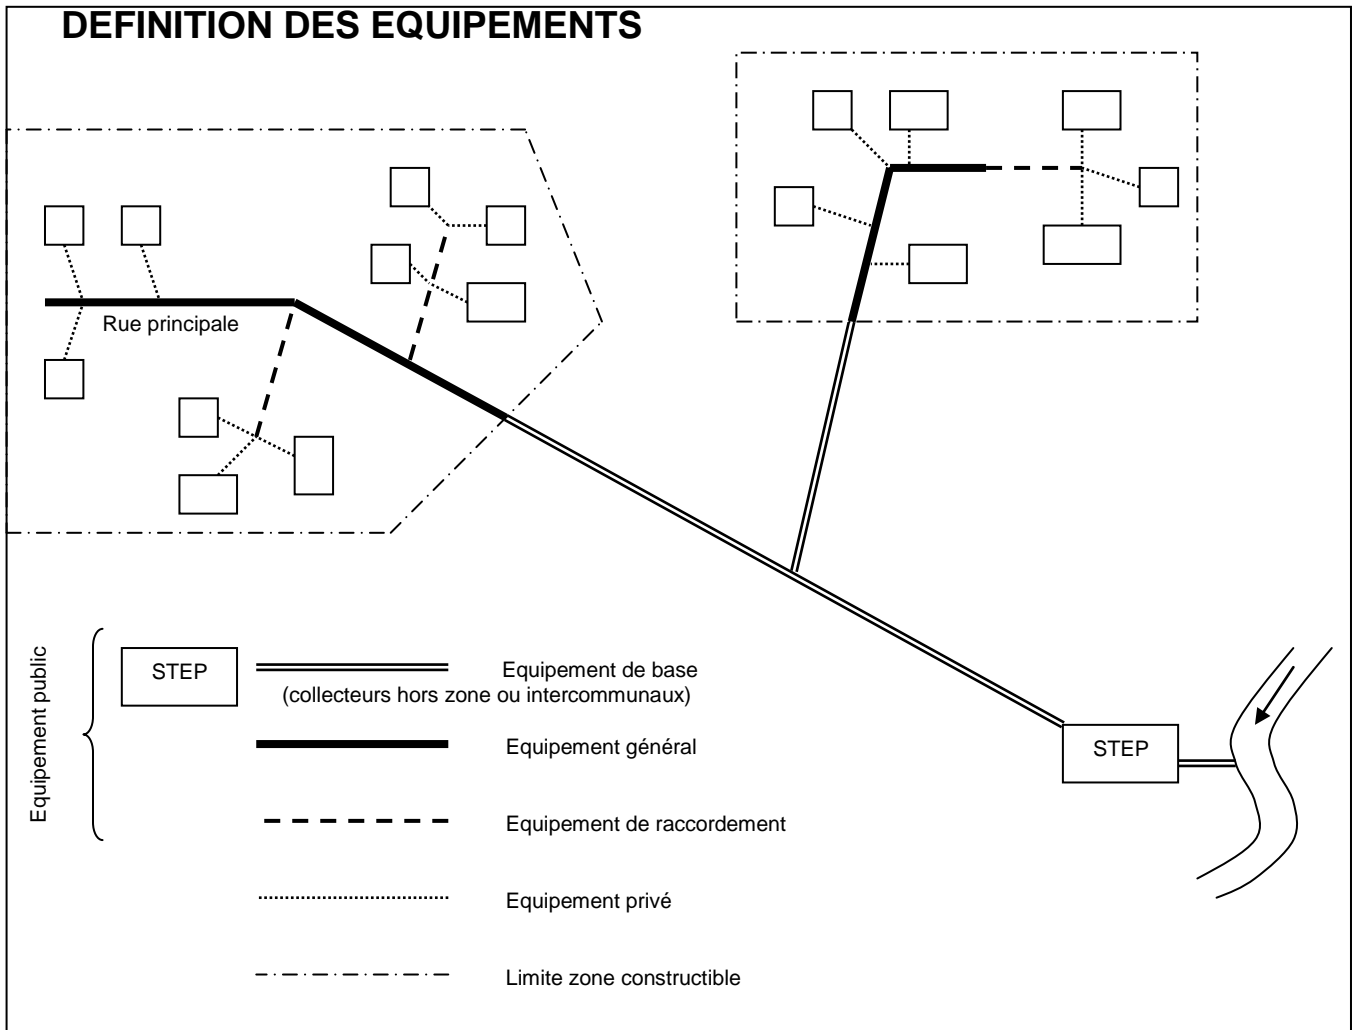 DEFINITION DES EQUIPEMENTS
Rue principale
Equipement public
STEP
Equipement de base
(collecteurs hors zone ou intercommunaux)
Equipement général
STEP
Equipement de raccordement
Equipement privé
Limite zone constructible